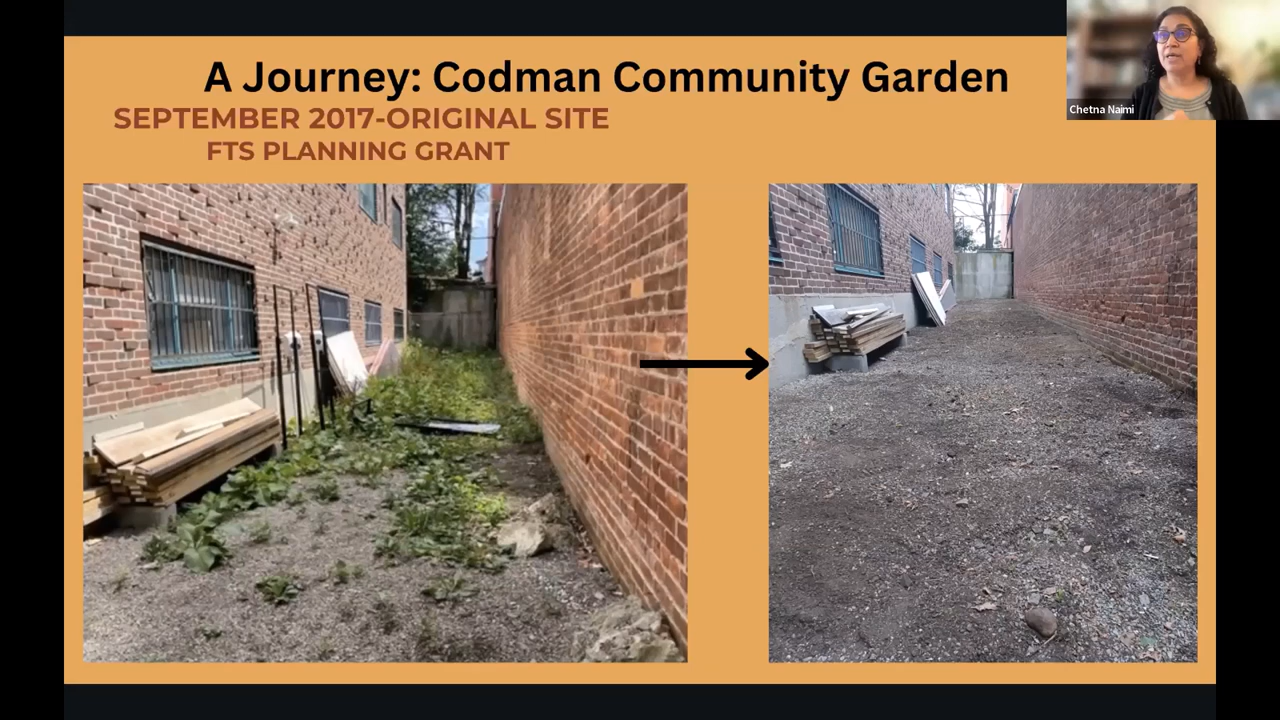 A Journey: Codman Community Garden
SEPTEMBER 2017-ORIGINAL SITE
FTS PLANNING GRANT
Chetna Naimi